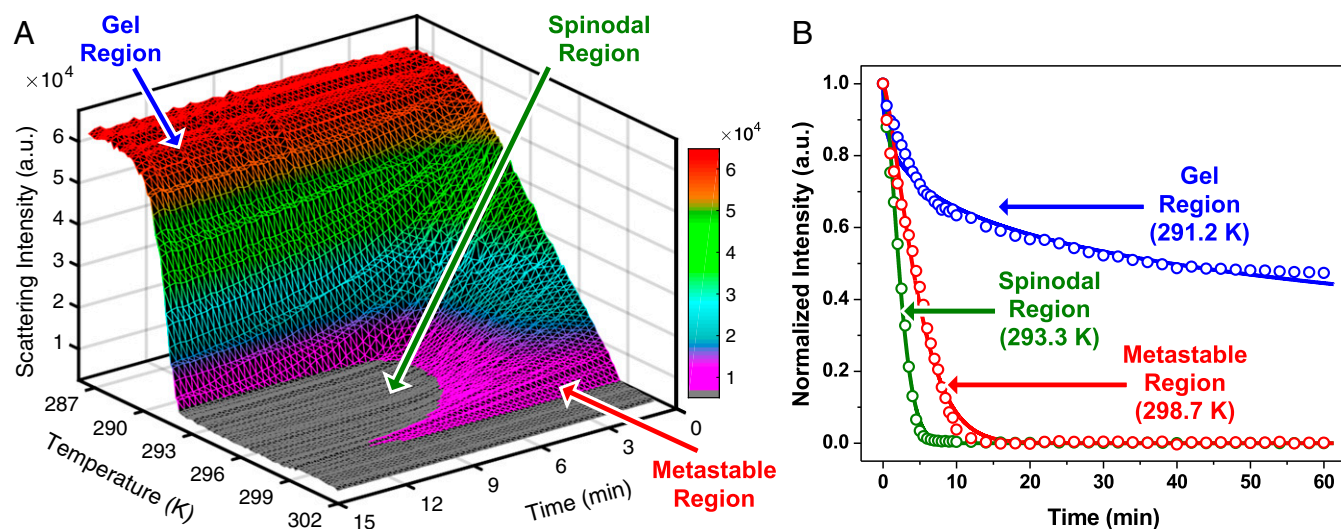 A
Gel
Region
Spinodal
Region
×10⁴
Scattering Intensity (a.u.)
6
5
4
3
2
1
×10⁴
6
5
4
3
2
1
287
290
293
296
299
302
Temperature (K)
15
12
9
6
3
0
Time (min)
Metastable
Region
B
Normalized Intensity (a.u.)
1.0
0.8
0.6
0.4
0.2
0.0
Gel
Region
(291.2 K)
Spinodal
Region
(293.3 K)
Metastable
Region
(298.7 K)
0
10
20
30
40
50
60
Time (min)